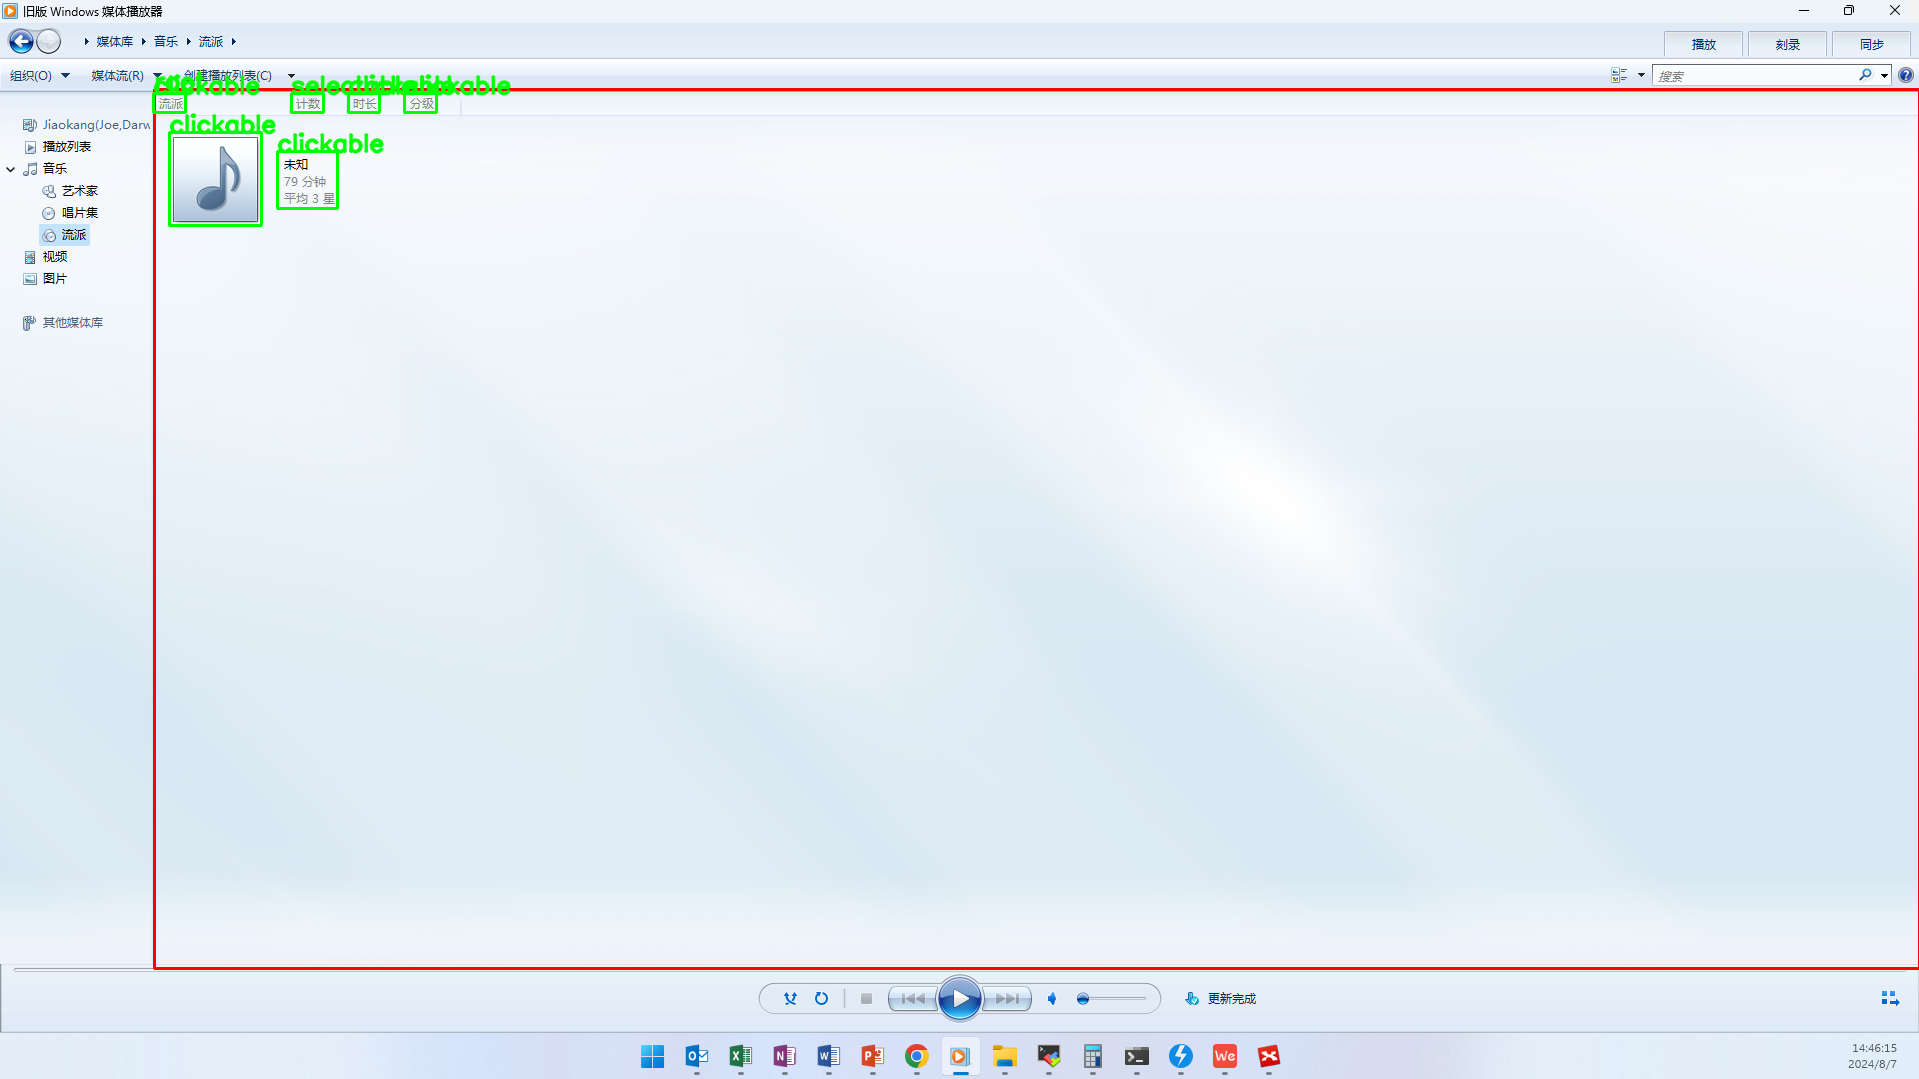 旧版 Windows 媒体播放器
媒体库 音乐 流派
播放 刻录 同步
组织(O) 媒体流(R) 创建播放列表(C)
搜索
clickable clickable
流派 计数 时长 分级
Jiaokang(Joe,Darw
播放列表
音乐
艺术家
唱片集
流派
视频
图片
其他媒体库
clickable
clickable
未知
79 分钟
平均 3 星
更新完成
14:46:15
2024/8/7